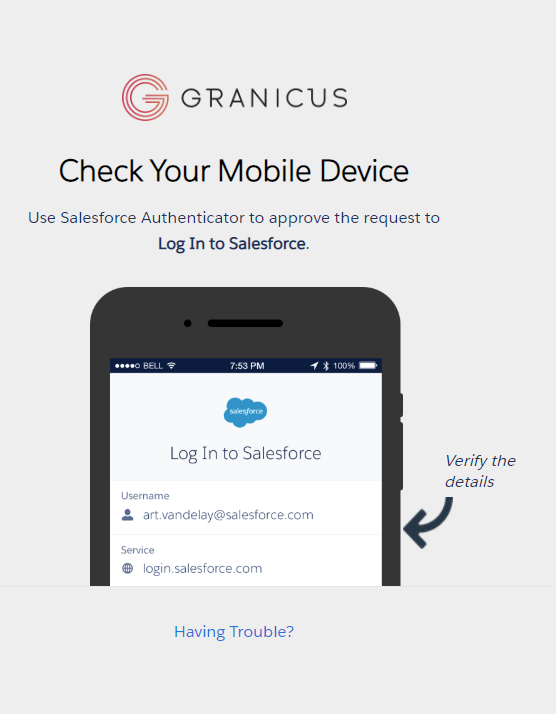 GRANICUS
Check Your Mobile Device
Use Salesforce Authenticator to approve the request to
Log In to Salesforce.
BELL 7:53 PM 100%
salesforce
Log In to Salesforce
Username
art.vandelay@salesforce.com
Service
login.salesforce.com
Verify the
details
Having Trouble?